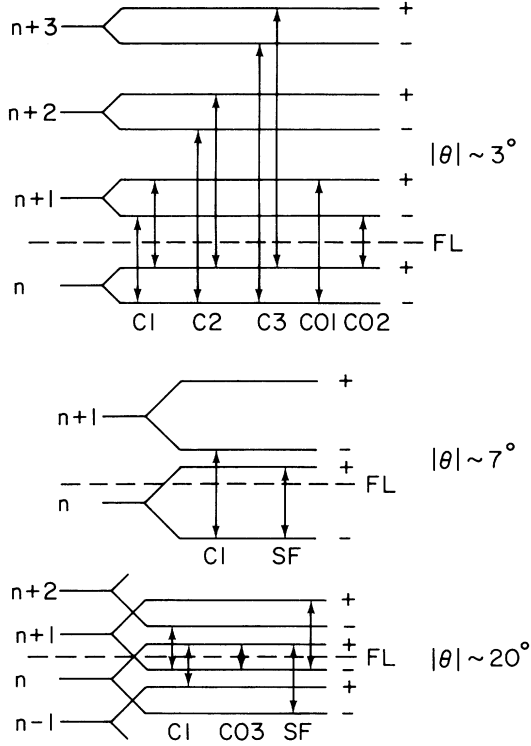 n+3 +
−
n+2 +
−
|θ| ~ 3°
n+1 +
−
FL
n +
−
C1 C2 C3 CO1 CO2
+
n+1
−
|θ| ~ 7°
+
FL
n
−
C1 SF
n+2 +
−
n+1 +
FL |θ| ~ 20°
−
n +
n-1 −
C1 CO3 SF